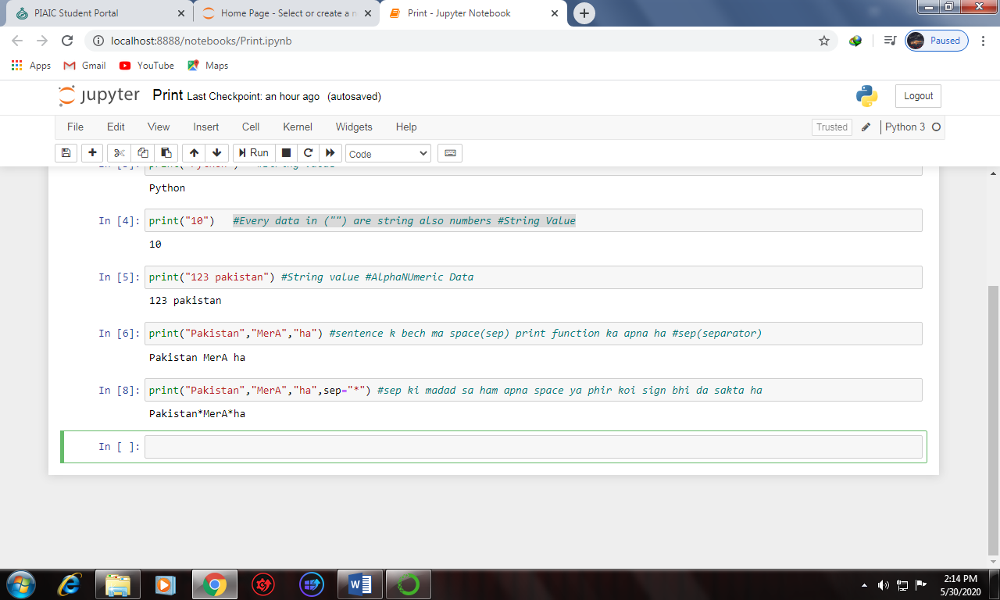 PIAIC Student Portal
Home Page - Select or create a n
Print - Jupyter Notebook
localhost:8888/notebooks/Print.ipynb
Paused
Apps Gmail YouTube Maps
jupyter Print Last Checkpoint: an hour ago (autosaved)
Logout
File Edit View Insert Cell Kernel Widgets Help
Trusted Python 3
Run Code
Python
In [4]: print("10") #Every data in ("") are string also numbers #String Value
10
In [5]: print("123 pakistan") #String value #AlphaNUmeric Data
123 pakistan
In [6]: print("Pakistan","MerA","ha") #sentence k bech ma space(sep) print function ka apna ha #sep(separator)
Pakistan MerA ha
In [8]: print("Pakistan","MerA","ha",sep="*") #sep ki madad sa ham apna space ya phir koi sign bhi da sakta ha
Pakistan*MerA*ha
In [ ]:
2:14 PM
5/30/2020